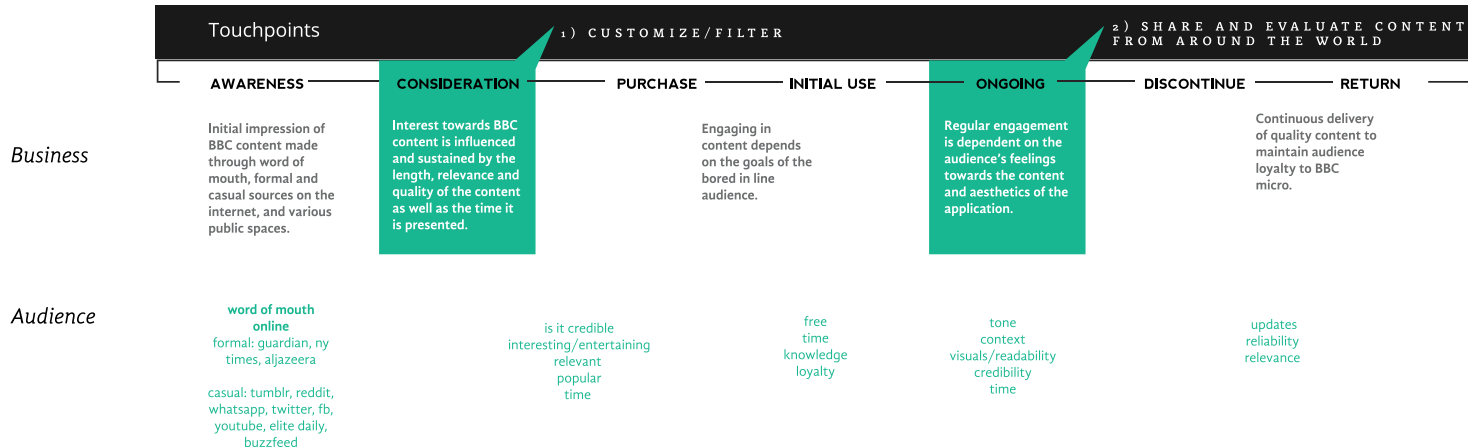 Touchpoints
1) CUSTOMIZE/FILTER
2) SHARE AND EVALUATE CONTENT
FROM AROUND THE WORLD
AWARENESS
CONSIDERATION
PURCHASE
INITIAL USE
ONGOING
DISCONTINUE
RETURN
Business
Initial impression of
BBC content made
through word of
mouth, formal and
casual sources on the
internet, and various
public spaces.
Interest towards BBC
content is influenced
and sustained by the
length, relevance and
quality of the content
as well as the time it
is presented.
Engaging in
content depends
on the goals of the
bored in line
audience.
Regular engagement
is dependent on the
audience's feelings
towards the content
and aesthetics of the
application.
Continuous delivery
of quality content to
maintain audience
loyalty to BBC
micro.
Audience
word of mouth
online
formal: guardian, ny
times, aljazeera
casual: tumblr, reddit,
whatsapp, twitter, fb,
youtube, elite daily,
buzzfeed
is it credible
interesting/entertaining
relevant
popular
time
free
time
knowledge
loyalty
tone
context
visuals/readability
credibility
time
updates
reliability
relevance